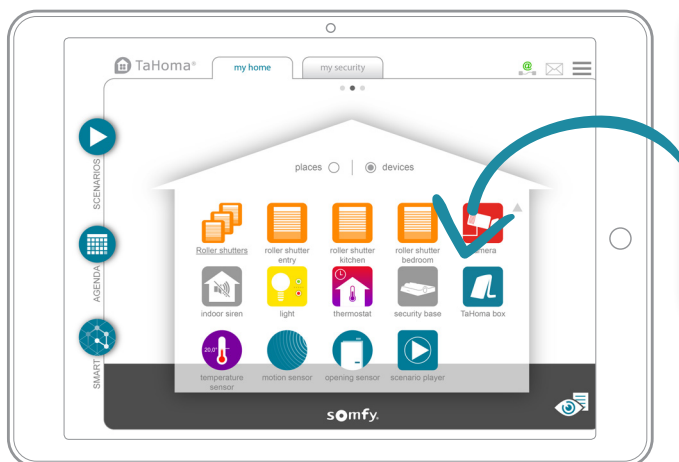 TaHoma®
my home
my security
@
places
devices
SCENARIOS
AGENDA
SMART
Roller shutters
roller shutter
entry
roller shutter
kitchen
roller shutter
bedroom
indoor siren
light
thermostat
security base
TaHoma box
20.0°
temperature
sensor
motion sensor
opening sensor
scenario player
somfy.